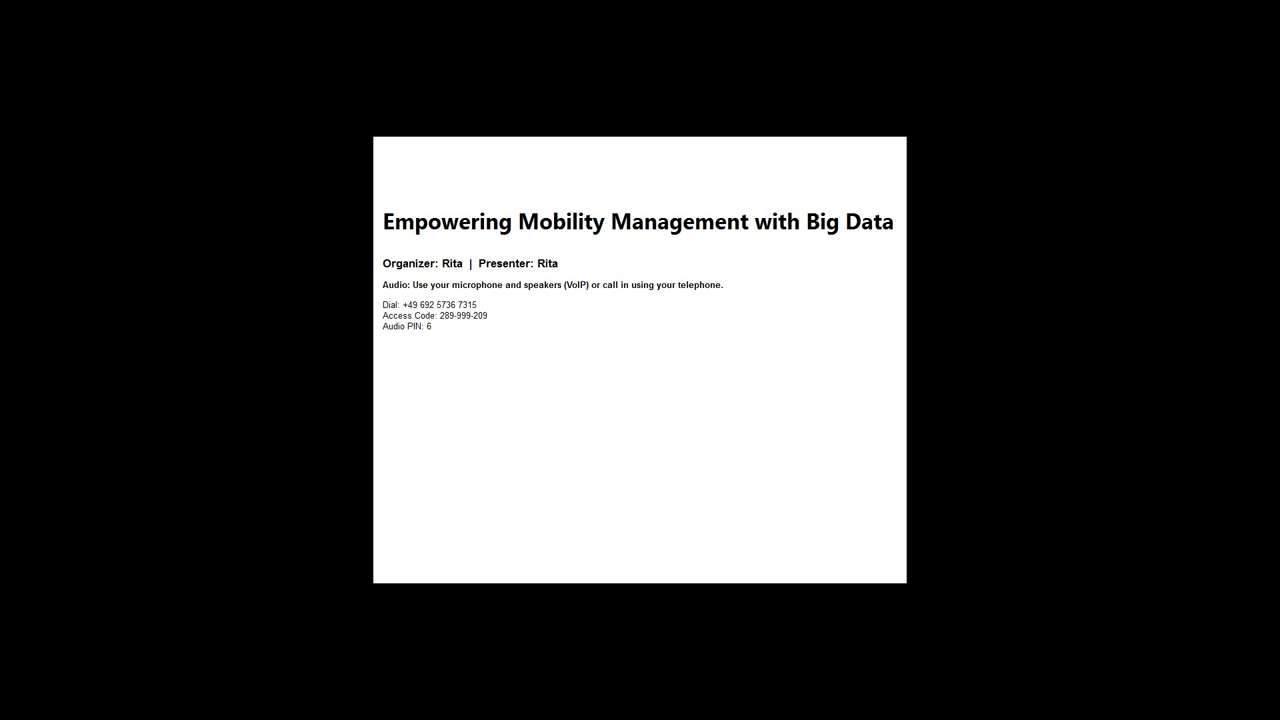 Empowering Mobility Management with Big Data
Organizer: Rita | Presenter: Rita
Audio: Use your microphone and speakers (VoIP) or call in using your telephone.
Dial: +49 692 5736 7315
Access Code: 289-999-209
Audio PIN: 6